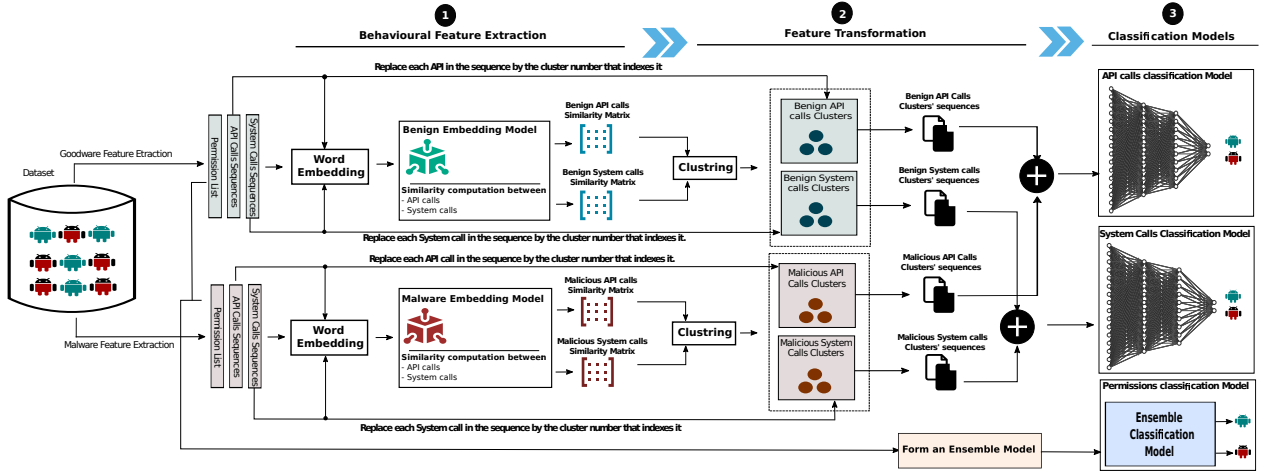 1
2
3
Behavioural Feature Extraction
Feature Transformation
Classification Models
Replace each API in the sequence by the cluster number that indexes it
Dataset
Goodware Feature Etraction
Malware Feature Extraction
Permission List
API Calls Sequences
System Calls Sequences
Word
Embedding
Benign Embedding Model
Similarity computation between
- API calls
- System calls
Benign API calls
Similarity Matrix
Benign System calls
Similarity Matrix
Clustring
Benign API
calls Clusters
Benign System
calls Clusters
Benign API Calls
Clusters' sequences
Benign System calls
Clusters' sequences
Replace each System call in the sequence by the cluster number that indexes it.
Replace each API call in the sequence by the cluster number that indexes it.
Permission List
API Calls Sequences
System Calls Sequences
Word
Embedding
Malware Embedding Model
Similarity computation between
- API calls
- System calls
Malicious API calls
Similarity Matrix
Malicious System calls
Similarity Matrix
Clustring
Malicious API
Calls Clusters
Malicious System
Calls Clusters
Malicious API Calls
Clusters' sequences
Malicious System calls
Clusters' sequences
Replace each System call in the sequence by the cluster number that indexes it
API calls classification Model
System Calls Classification Model
Permissions classification Model
Ensemble
Classification
Model
Form an Ensemble Model